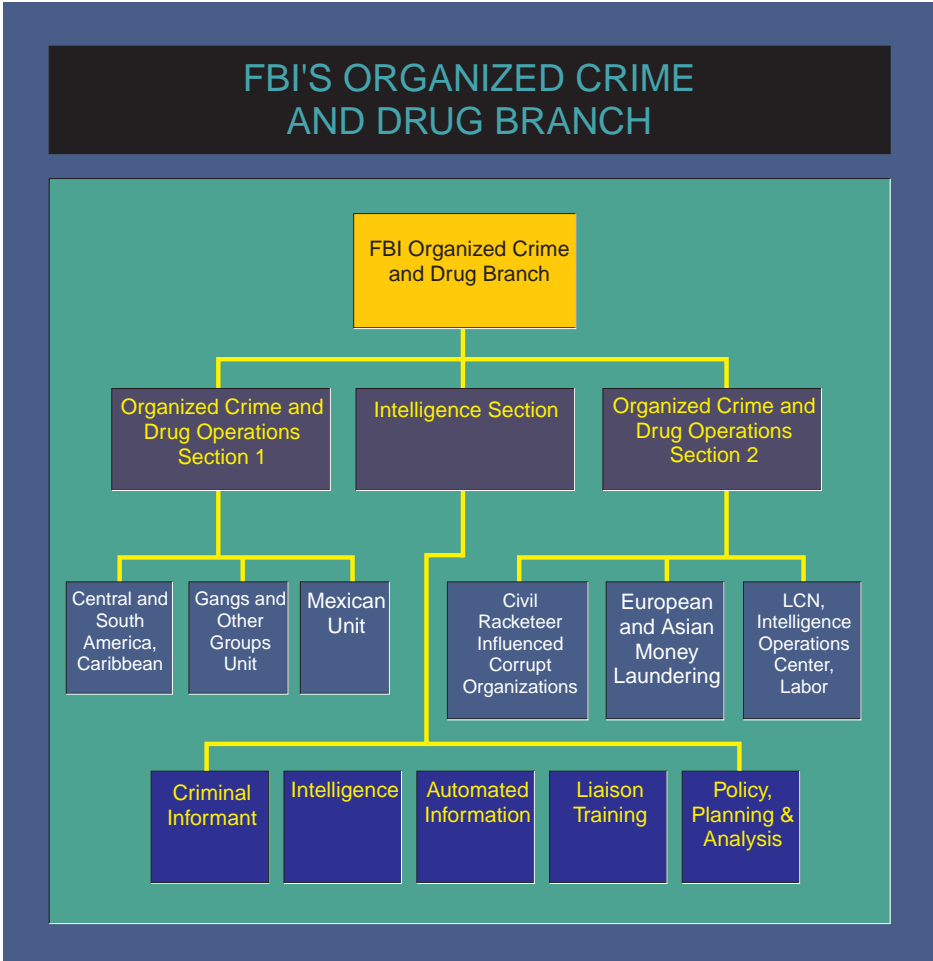 FBI'S ORGANIZED CRIME
AND DRUG BRANCH
FBI Organized Crime
and Drug Branch
Organized Crime and
Drug Operations
Section 1
Intelligence Section
Organized Crime and
Drug Operations
Section 2
Central and
South
America,
Caribbean
Gangs and
Other
Groups
Unit
Mexican
Unit
Civil
Racketeer
Influenced
Corrupt
Organizations
European
and Asian
Money
Laundering
LCN,
Intelligence
Operations
Center,
Labor
Criminal
Informant
Intelligence
Automated
Information
Liaison
Training
Policy,
Planning &
Analysis